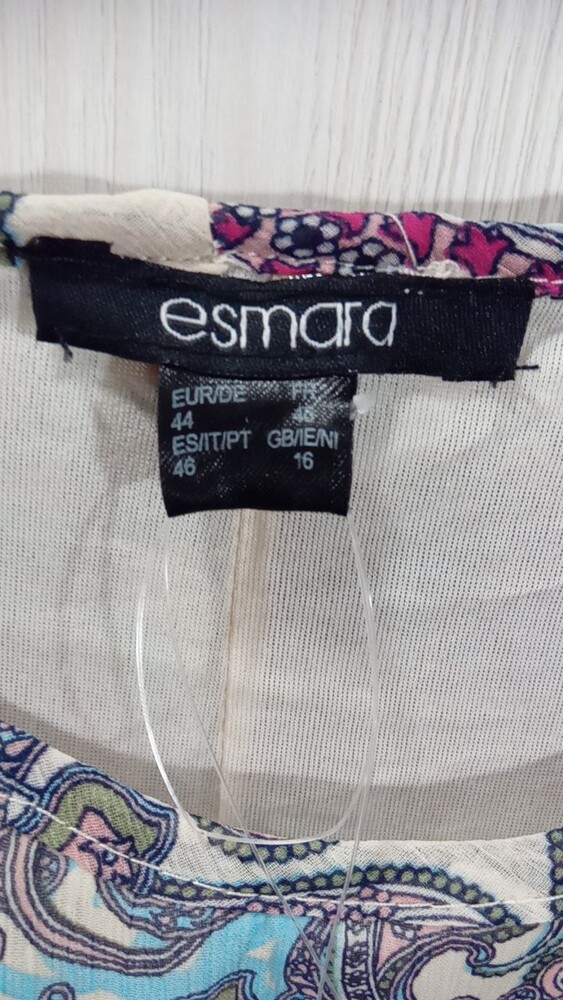 esmara
EUR/DE FR
44 46
ES/IT/PT GB/IE/NI
46 16